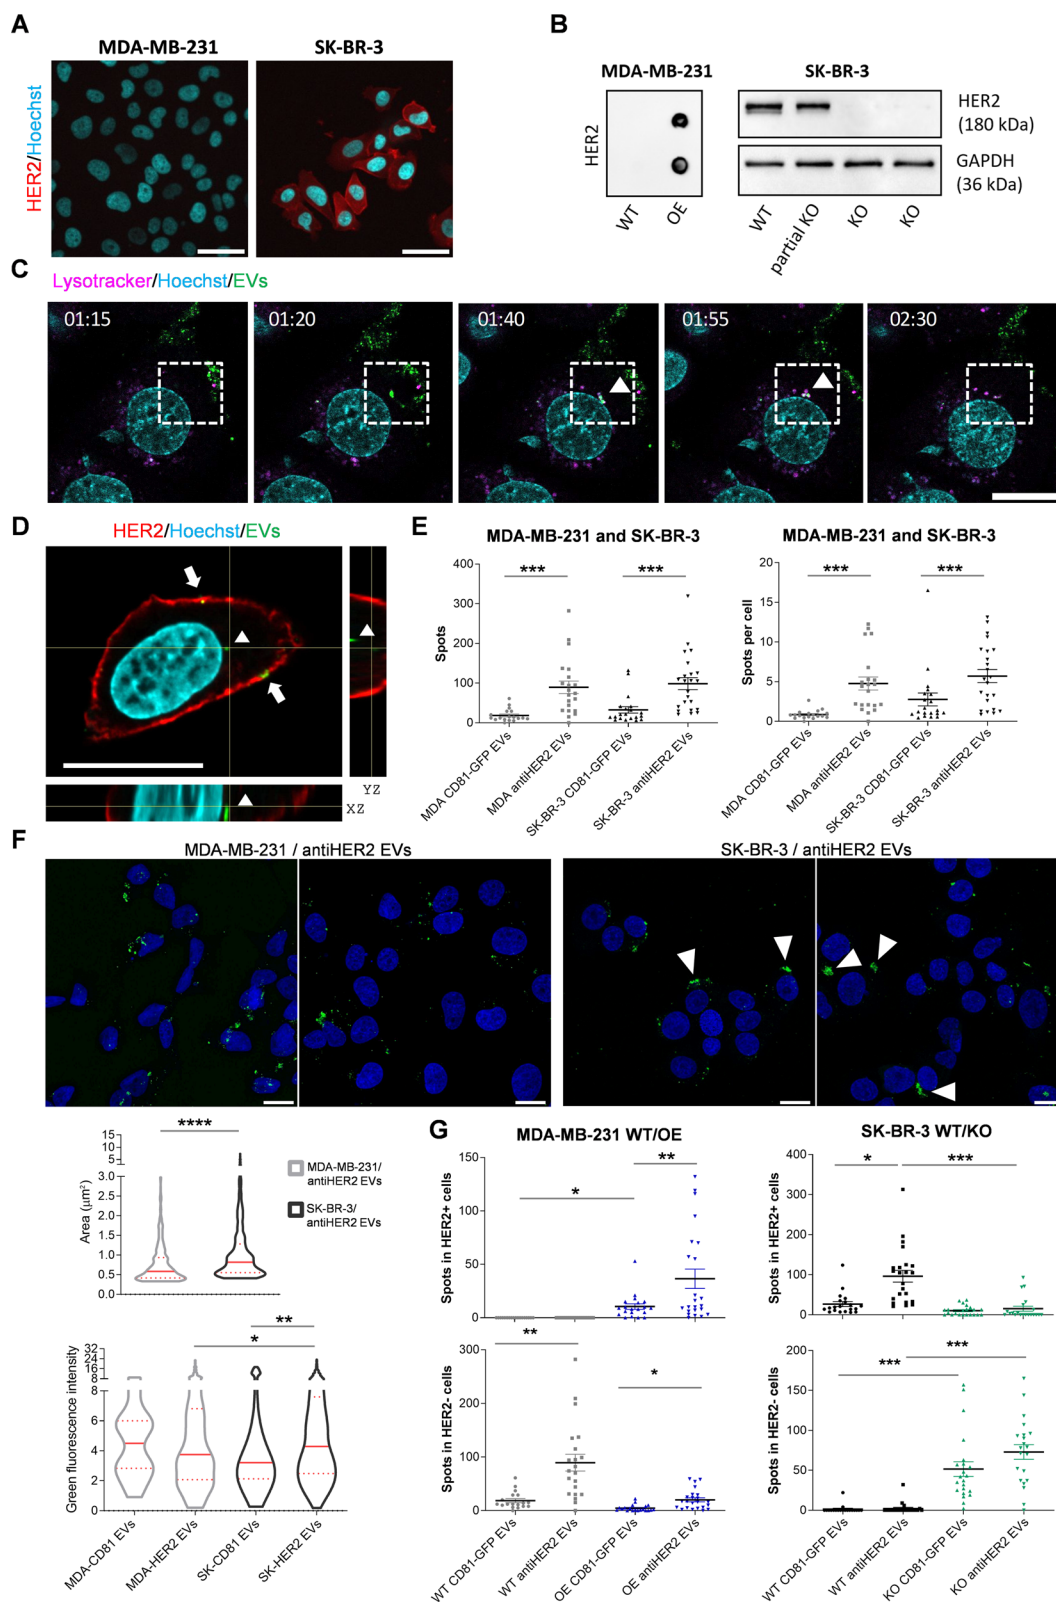 A
MDA-MB-231
SK-BR-3
HER2/Hoechst
B
MDA-MB-231
SK-BR-3
HER2
WT
OE
HER2
(180 kDa)
GAPDH
(36 kDa)
WT
partial KO
KO
KO
C
Lysotracker/Hoechst/EVs
01:15
01:20
01:40
01:55
02:30
D
HER2/Hoechst/EVs
YZ
XZ
E
MDA-MB-231 and SK-BR-3
Spots
400
300
200
100
0
***
***
MDA CD81-GFP EVs
MDA antiHER2 EVs
SK-BR-3 CD81-GFP EVs
SK-BR-3 antiHER2 EVs
MDA-MB-231 and SK-BR-3
Spots per cell
20
15
10
5
0
***
***
MDA CD81-GFP EVs
MDA antiHER2 EVs
SK-BR-3 CD81-GFP EVs
SK-BR-3 antiHER2 EVs
F
MDA-MB-231 / antiHER2 EVs
SK-BR-3 / antiHER2 EVs
Area (µm²)
15
10
5
3.0
2.0
1.0
0.5
0.0
****
MDA-MB-231/
antiHER2 EVs
SK-BR-3/
antiHER2 EVs
Green fluorescence intensity
32
24
16
8
8
6
4
2
0
**
*
MDA-CD81 EVs
MDA-HER2 EVs
SK-CD81 EVs
SK-HER2 EVs
G
MDA-MB-231 WT/OE
Spots in HER2+ cells
150
100
50
0
*
**
Spots in HER2- cells
300
200
100
0
**
*
WT CD81-GFP EVs
WT antiHER2 EVs
OE CD81-GFP EVs
OE antiHER2 EVs
SK-BR-3 WT/KO
Spots in HER2+ cells
400
300
200
100
0
*
***
Spots in HER2- cells
200
150
100
50
0
***
***
WT CD81-GFP EVs
WT antiHER2 EVs
KO CD81-GFP EVs
KO antiHER2 EVs